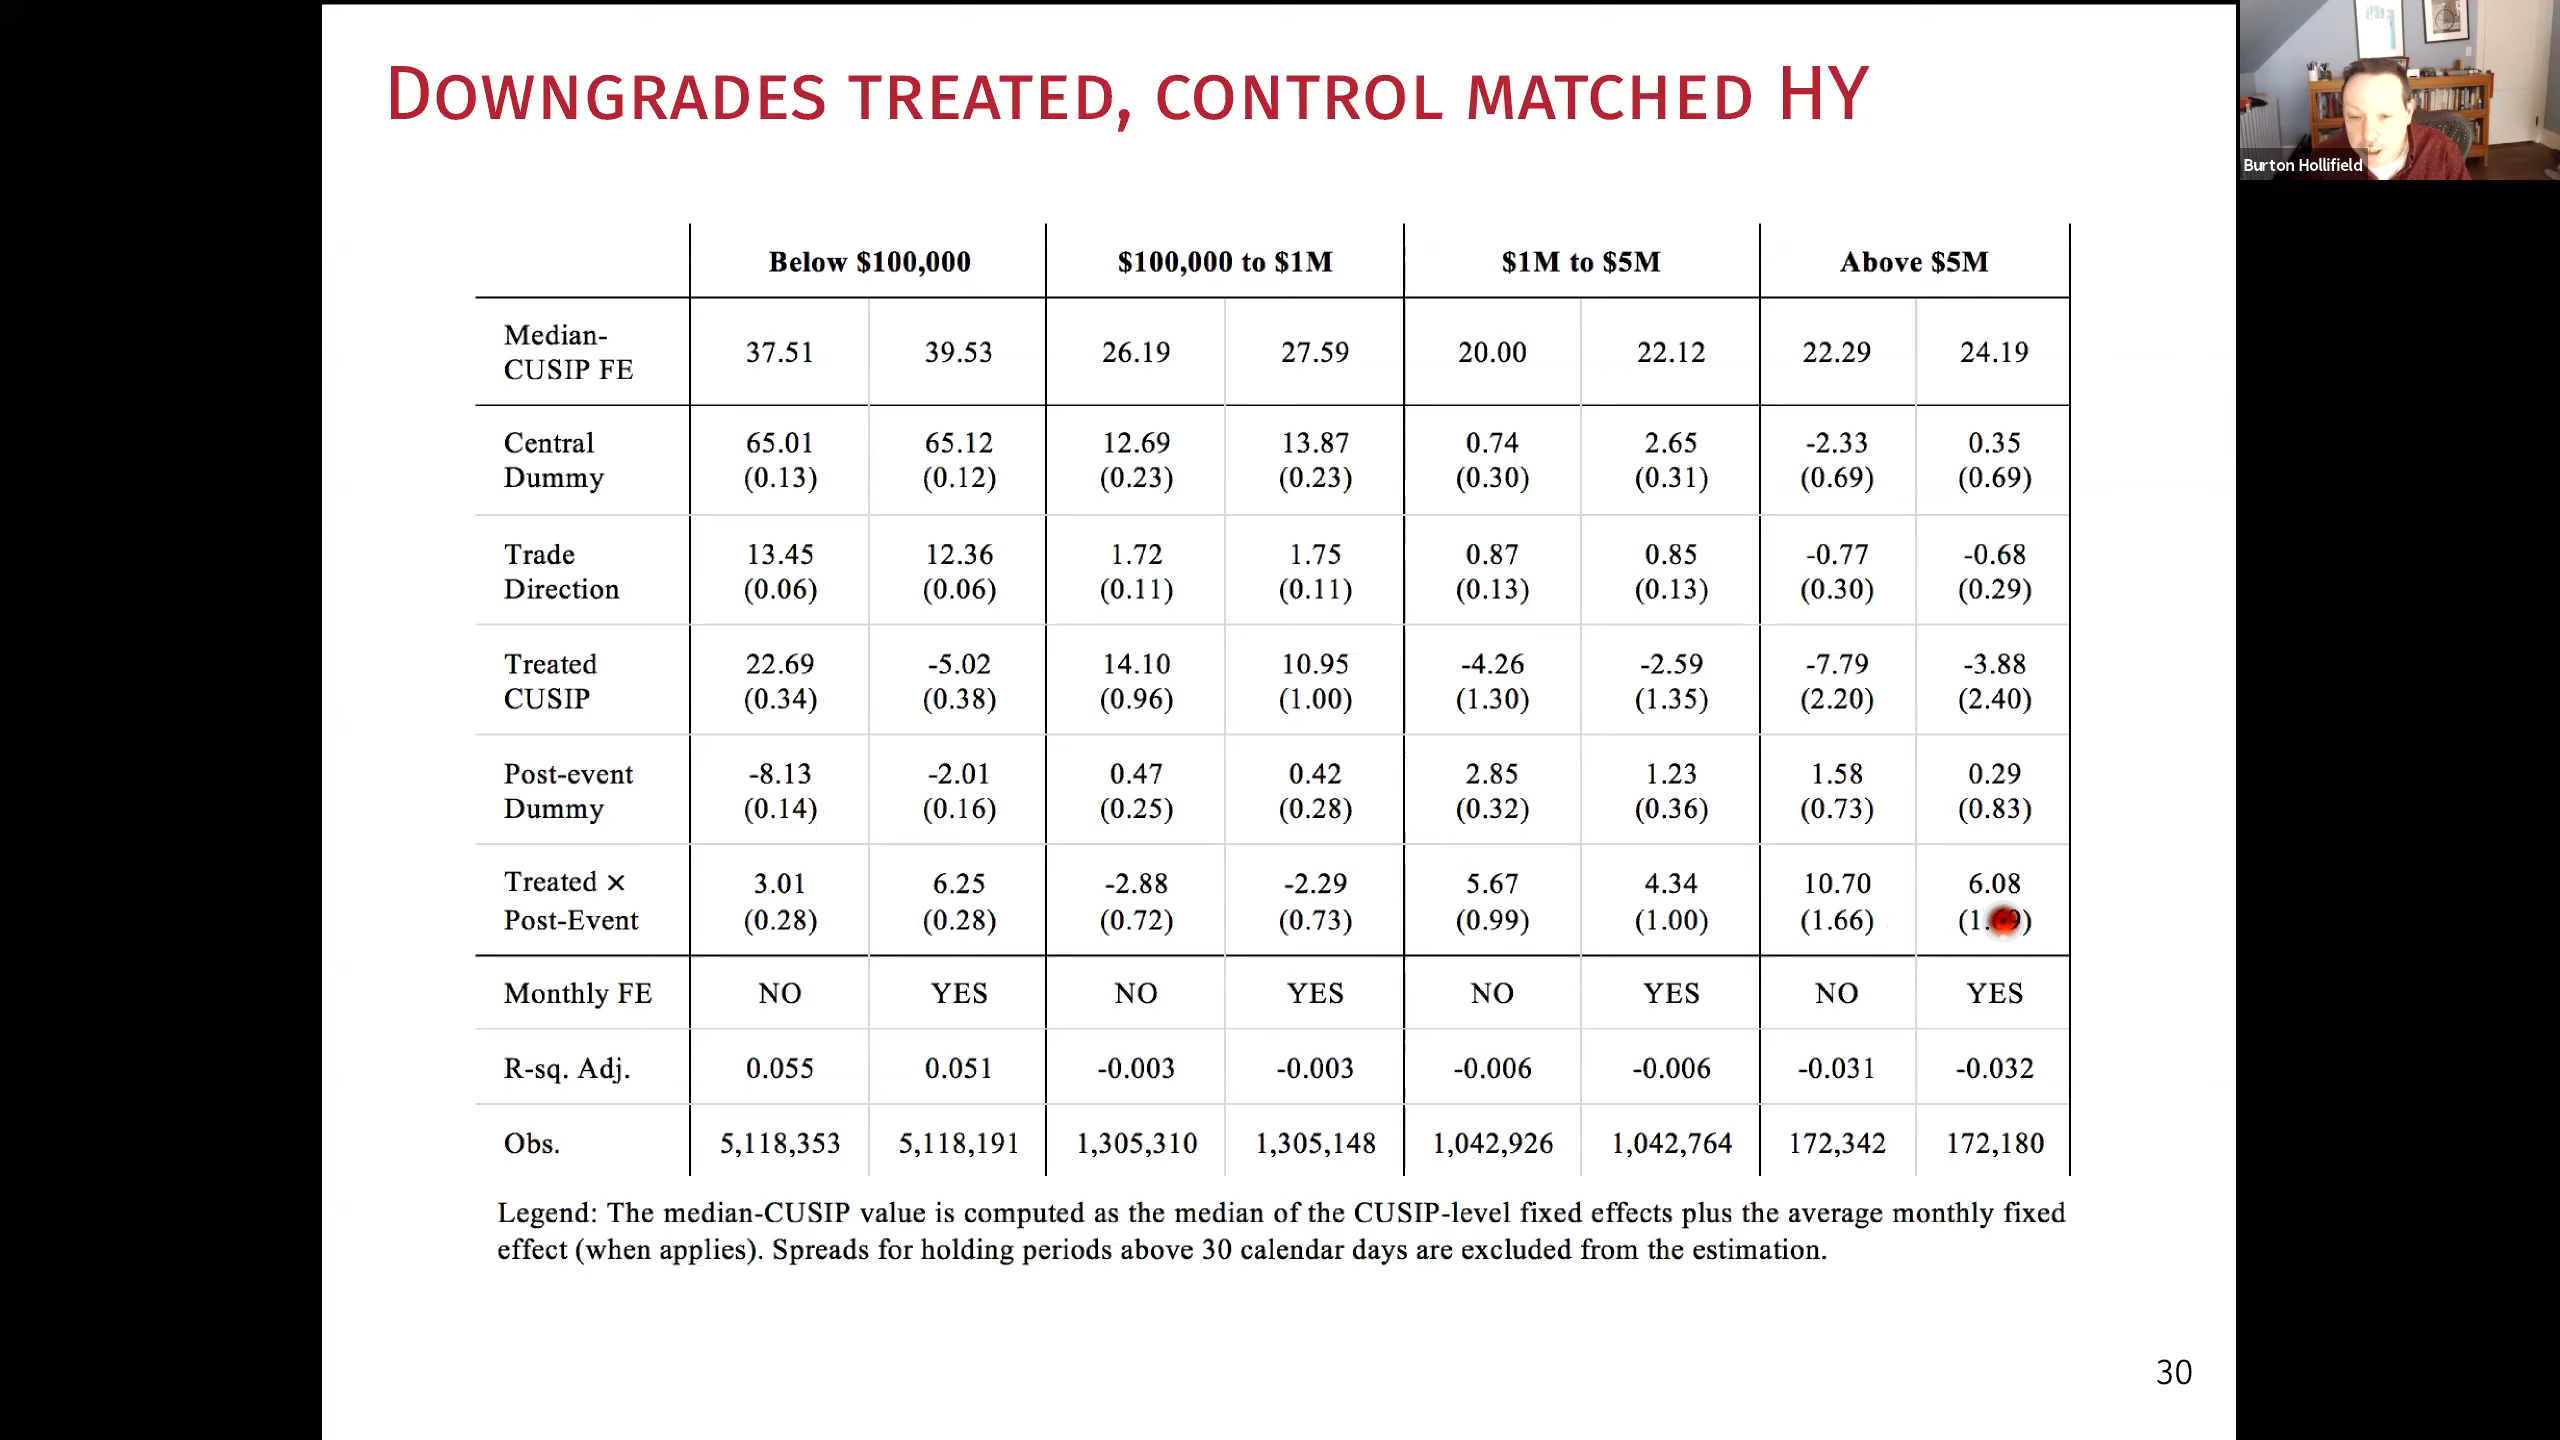 DOWNGRADES TREATED, CONTROL MATCHED HY
Burton Hollifield
Below $100,000 $100,000 to $1M $1M to $5M Above $5M
Median-
CUSIP FE 37.51 39.53 26.19 27.59 20.00 22.12 22.29 24.19
Central 65.01 65.12 12.69 13.87 0.74 2.65 -2.33 0.35
Dummy (0.13) (0.12) (0.23) (0.23) (0.30) (0.31) (0.69) (0.69)
Trade 13.45 12.36 1.72 1.75 0.87 0.85 -0.77 -0.68
Direction (0.06) (0.06) (0.11) (0.11) (0.13) (0.13) (0.30) (0.29)
Treated 22.69 -5.02 14.10 10.95 -4.26 -2.59 -7.79 -3.88
CUSIP (0.34) (0.38) (0.96) (1.00) (1.30) (1.35) (2.20) (2.40)
Post-event -8.13 -2.01 0.47 0.42 2.85 1.23 1.58 0.29
Dummy (0.14) (0.16) (0.25) (0.28) (0.32) (0.36) (0.73) (0.83)
Treated × 3.01 6.25 -2.88 -2.29 5.67 4.34 10.70 6.08
Post-Event (0.28) (0.28) (0.72) (0.73) (0.99) (1.00) (1.66)
Monthly FE NO YES NO YES NO YES NO YES
R-sq. Adj. 0.055 0.051 -0.003 -0.003 -0.006 -0.006 -0.031 -0.032
Obs. 5,118,353 5,118,191 1,305,310 1,305,148 1,042,926 1,042,764 172,342 172,180
Legend: The median-CUSIP value is computed as the median of the CUSIP-level fixed effects plus the average monthly fixed
effect (when applies). Spreads for holding periods above 30 calendar days are excluded from the estimation.
30